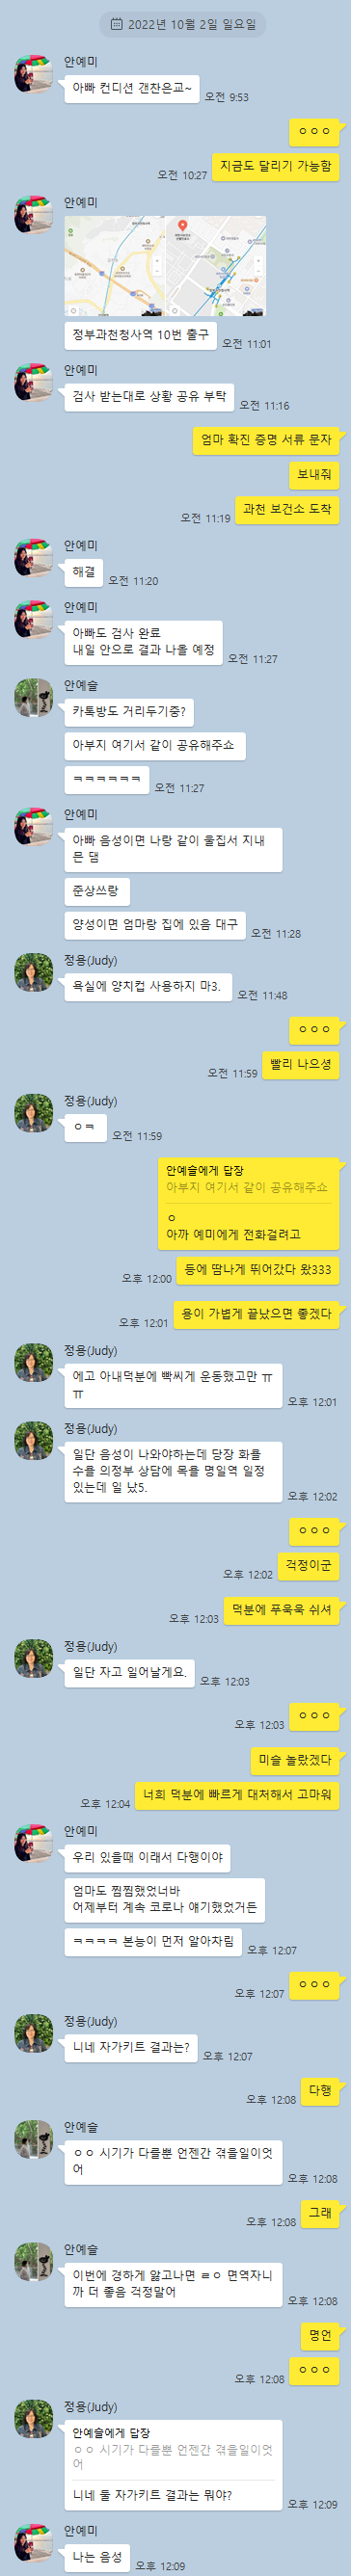 2022년 10월 2일 일요일
안예미
아빠 컨디션 갠찬은교~
오전 9:53
ㅇㅇㅇ
지금도 달리기 가능함
오전 10:27
안예미
정부과천청사역 10번 출구
오전 11:01
안예미
검사 받는대로 상황 공유 부탁
오전 11:16
엄마 확진 증명 서류 문자
보내줘
과천 보건소 도착
오전 11:19
안예미
해결
오전 11:20
안예미
아빠도 검사 완료
내일 안으로 결과 나올 예정
오전 11:27
안예슬
카톡방도 거리두기중?
아부지 여기서 같이 공유해주쇼
ㅋㅋㅋㅋㅋㅋ
오전 11:27
안예미
아빠 음성이면 나랑 같이 울집서 지내
믄 댐
준상쓰랑
양성이면 엄마랑 집에 있음 대구
오전 11:28
정용(Judy)
욕실에 양치컵 사용하지 마3.
오전 11:48
ㅇㅇㅇ
빨리 나으셩
오전 11:59
정용(Judy)
ㅇㅋ
오전 11:59
안예슬에게 답장
아부지 여기서 같이 공유해주쇼
ㅇ
아까 예미에게 전화걸려고
등에 땀나게 뛰어갔다 왔333
오후 12:00
용이 가볍게 끝났으면 좋겠다
오후 12:01
정용(Judy)
에고 아내덕분에 빡씨게 운동했고만 ㅠ
ㅠ
오후 12:01
정용(Judy)
일단 음성이 나와야하는데 당장 화욜
수욜 의정부 상담에 목욜 명일역 일정
있는데 일 났5.
오후 12:02
ㅇㅇㅇ
걱정이군
오후 12:02
덕분에 푸욱욱 쉬셔
오후 12:03
정용(Judy)
일단 자고 일어날게요.
오후 12:03
ㅇㅇㅇ
오후 12:03
미슬 놀랐겠다
너희 덕분에 빠르게 대처해서 고마워
오후 12:04
안예미
우리 있을때 이래서 다행이야
엄마도 찜찜했었너바
어제부터 계속 코로나 얘기했었거든
ㅋㅋㅋㅋ 본능이 먼저 알아차림
오후 12:07
ㅇㅇㅇ
오후 12:07
정용(Judy)
니네 자가키트 결과는?
오후 12:07
다행
오후 12:08
안예슬
ㅇㅇ 시기가 다를뿐 언젠간 겪을일이엇
어
오후 12:08
그래
오후 12:08
안예슬
이번에 경하게 앓고나면 ㄹㅇ 면역자니
까 더 좋음 걱정말어
오후 12:08
명언
ㅇㅇㅇ
오후 12:08
정용(Judy)
안예슬에게 답장
ㅇㅇ 시기가 다를뿐 언젠간 겪을일이엇
어
니네 둘 자가키트 결과는 뭐야?
오후 12:09
안예미
나는 음성
오후 12:09